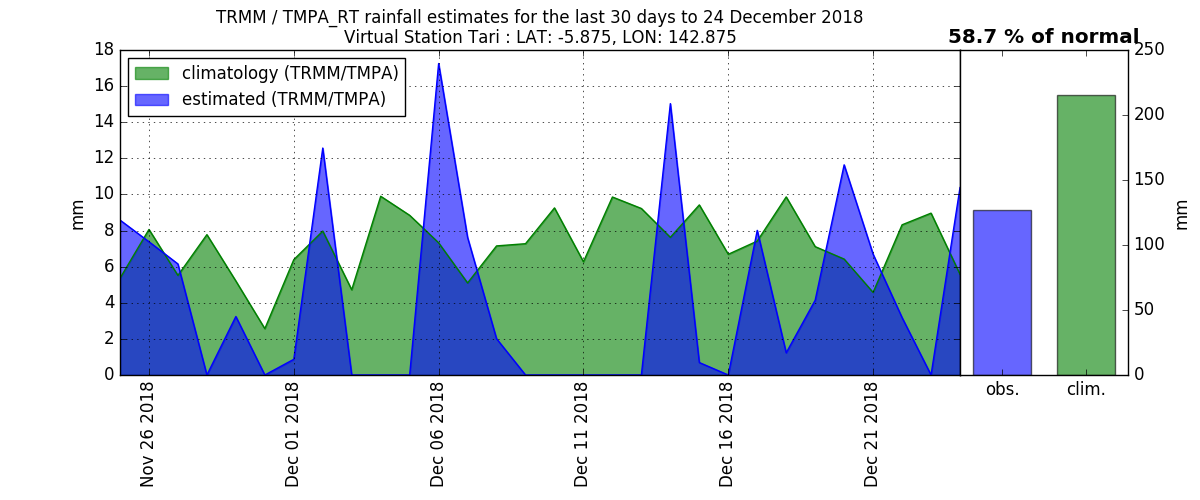 TRMM / TMPA_RT rainfall estimates for the last 30 days to 24 December 2018
Virtual Station Tari : LAT: -5.875, LON: 142.875
58.7 % of normal
climatology (TRMM/TMPA)
estimated (TRMM/TMPA)
mm
18
16
14
12
10
8
6
4
2
0
Nov 26 2018
Dec 01 2018
Dec 06 2018
Dec 11 2018
Dec 16 2018
Dec 21 2018
250
200
150
100
50
0
mm
obs.
clim.